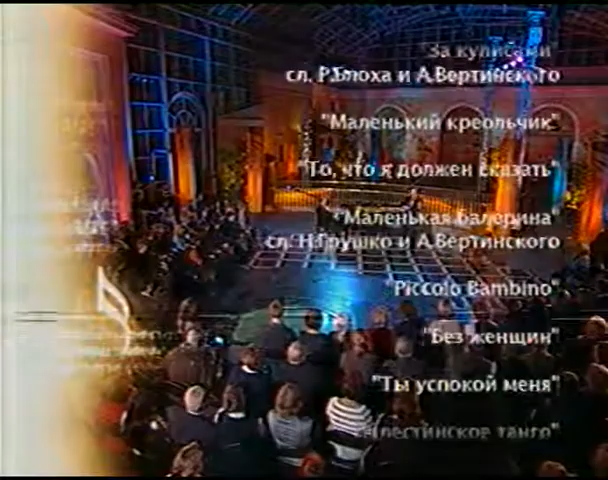 "За кулисами"
сл. Р.Блоха и А.Вертинского
"Маленький креольчик"
"То, что я должен сказать"
"Маленькая балерина"
сл. Н.Грушко и А.Вертинского
"Piccolo Bambino"
"Без женщин"
"Ты успокой меня"
танго"